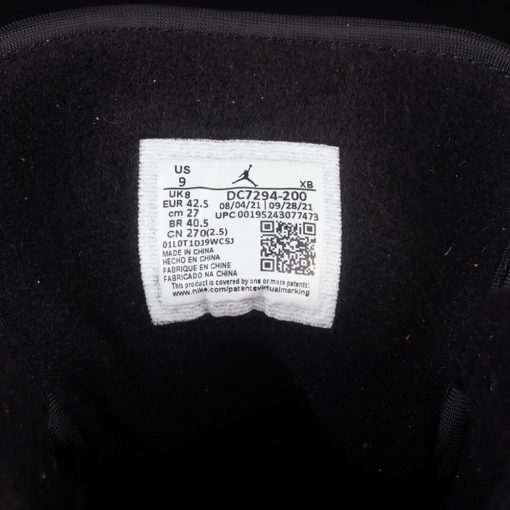 US
9 XB
UK 8 DC7294-200
EUR 42.5 08/04/21 09/28/21
cm 27 UPC 00195243077473
BR 40.5
CN 270(2.5)
01L0T1DJ9WCSJ
MADE IN CHINA
HECHO EN CHINA
FABRIQUE EN CHINE
FABRICADO NA CHINA
This product is covered by one or more patents:
www.nike.com/patentsvirtualmarking